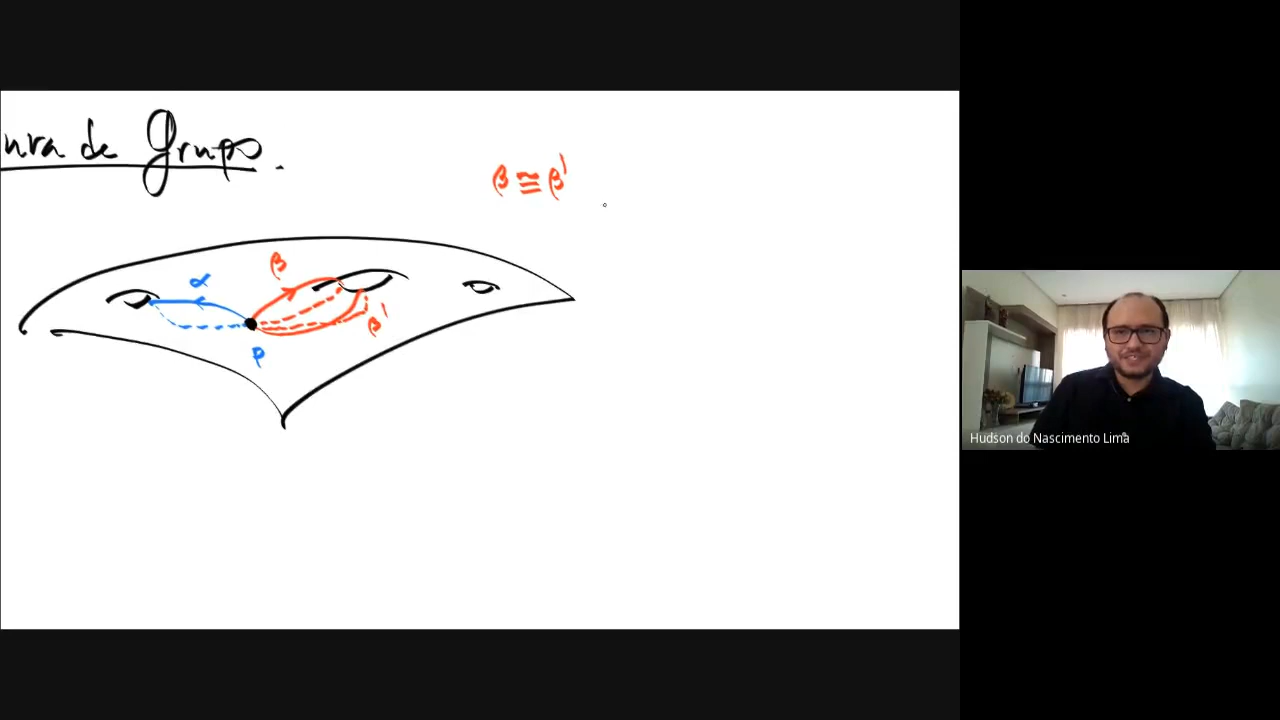 ura de Grupo.
β ≅ β'
β
α
β'
P
Hudson do Nascimento Lima